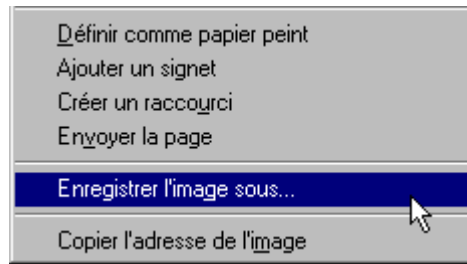 Définir comme papier peint
Ajouter un signet
Créer un raccourci
Envoyer la page
Enregistrer l'image sous...
Copier l'adresse de l'image